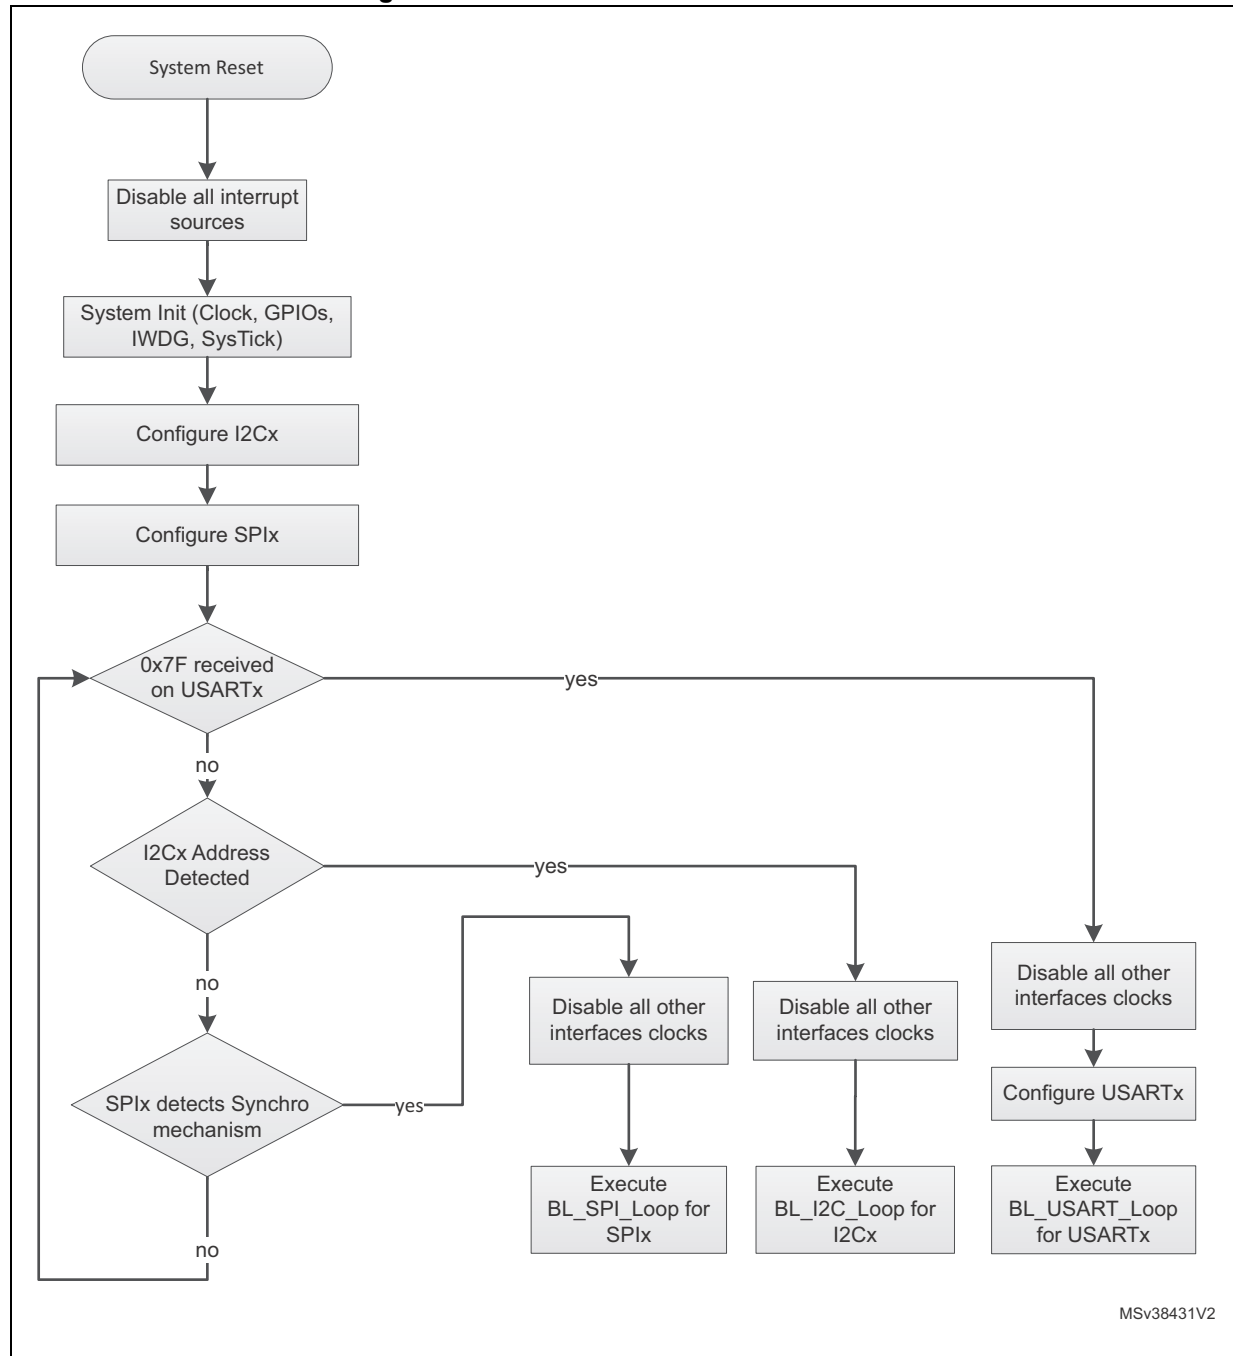 System Reset
Disable all interrupt
sources
System Init (Clock, GPIOs,
IWDG, SysTick)
Configure I2Cx
Configure SPIx
0x7F received
on USARTx
yes
no
I2Cx Address
Detected
yes
no
SPIx detects Synchro
mechanism
yes
no
Disable all other
interfaces clocks
Execute
BL_SPI_Loop for
SPIx
Disable all other
interfaces clocks
Execute
BL_I2C_Loop for
I2Cx
Disable all other
interfaces clocks
Configure USARTx
Execute
BL_USART_Loop
for USARTx
MSv38431V2